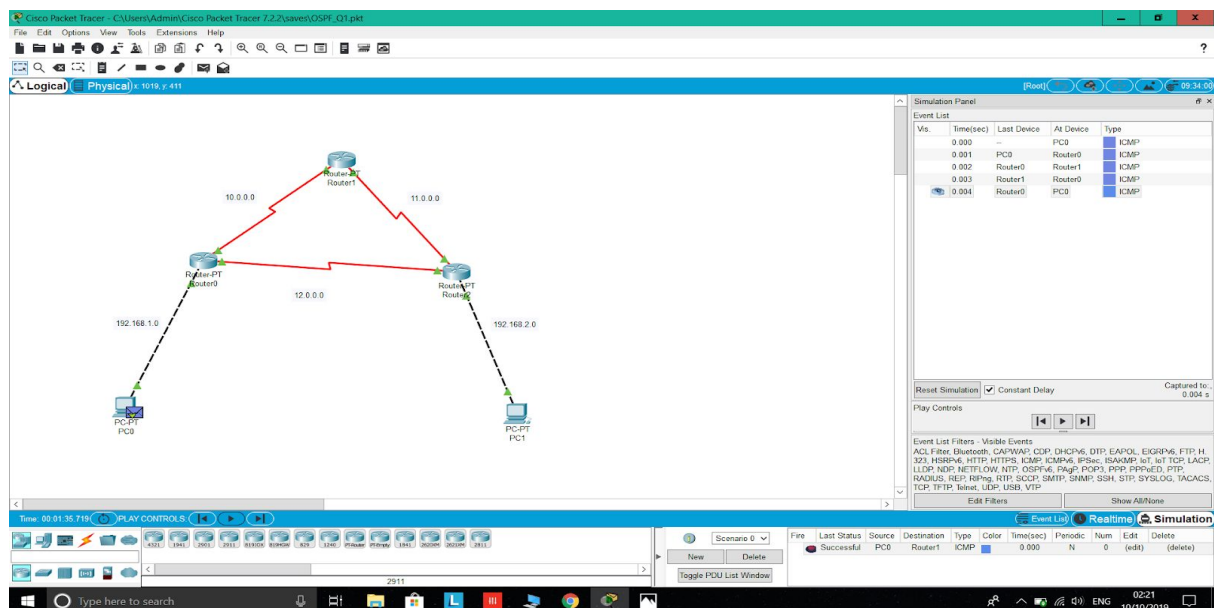 Cisco Packet Tracer - C:\Users\Admin\Cisco Packet Tracer 7.2.2\saves\OSPF_Q1.pkt
File Edit Options View Tools Extensions Help
?
Logical Physical x: 1019, y: 411 [Root] 09:34:00
Simulation Panel
Event List
Vis. Time(sec) Last Device At Device Type
0.000 -- PC0 ICMP
0.001 PC0 Router0 ICMP
0.002 Router0 Router1 ICMP
0.003 Router1 Router0 ICMP
0.004 Router0 PC0 ICMP
Router-PT
Router1
10.0.0.0
11.0.0.0
Router-PT
Router0
Router-PT
Router2
12.0.0.0
192.168.1.0
192.168.2.0
PC-PT
PC0
PC-PT
PC1
Reset Simulation Constant Delay
Captured to:
0.004 s
Play Controls
Event List Filters - Visible Events
ACL Filter, Bluetooth, CAPWAP, CDP, DHCPv6, DTP, EAPOL, EIGRPv6, FTP, H.
323, HSRPv6, HTTP, HTTPS, ICMP, ICMPv6, IPSec, ISAKMP, IoT, IoT TCP, LACP,
LLDP, NDP, NETFLOW, NTP, OSPFv6, PAgP, POP3, PPP, PPPoED, PTP,
RADIUS, REP, RIPng, RTP, SCCP, SMTP, SNMP, SSH, STP, SYSLOG, TACACS,
TCP, TFTP, Telnet, UDP, USB, VTP
Edit Filters Show All/None
Time: 00:01:35.719 PLAY CONTROLS: Event List Realtime Simulation
4321 1941 2901 2911 819IOX 819HGW 829 1240 PT-Router PT-Empty 1941 2620XM 2621XM 2811
2911
Scenario 0
New Delete
Toggle PDU List Window
Fire Last Status Source Destination Type Color Time(sec) Periodic Num Edit Delete
Successful PC0 Router1 ICMP 0.000 N 0 (edit) (delete)
Type here to search
ENG
02:21
10/10/2019